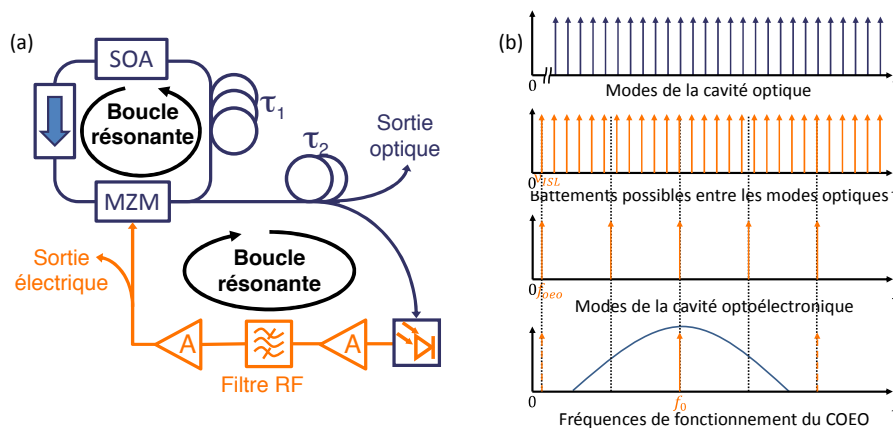 (a)
SOA
Boucle
résonante
τ1
τ2
Sortie
optique
MZM
Sortie
électrique
Boucle
résonante
A
Filtre RF
A
(b)
0
Modes de la cavité optique
0
νISL
Battements possibles entre les modes optiques
0
foeo
Modes de la cavité optoélectronique
0
f0
Fréquences de fonctionnement du COEO